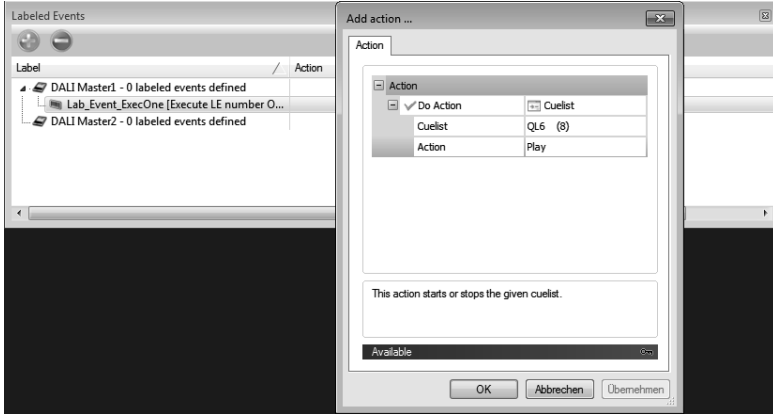 Labeled Events
Label Action
DALI Master1 - 0 labeled events defined
Lab_Event_ExecOne [Execute LE number O...
DALI Master2 - 0 labeled events defined
Add action ...
Action
Action
Do Action Cuelist
Cuelist QL6 (8)
Action Play
This action starts or stops the given cuelist.
Available
OK Abbrechen Übernehmen